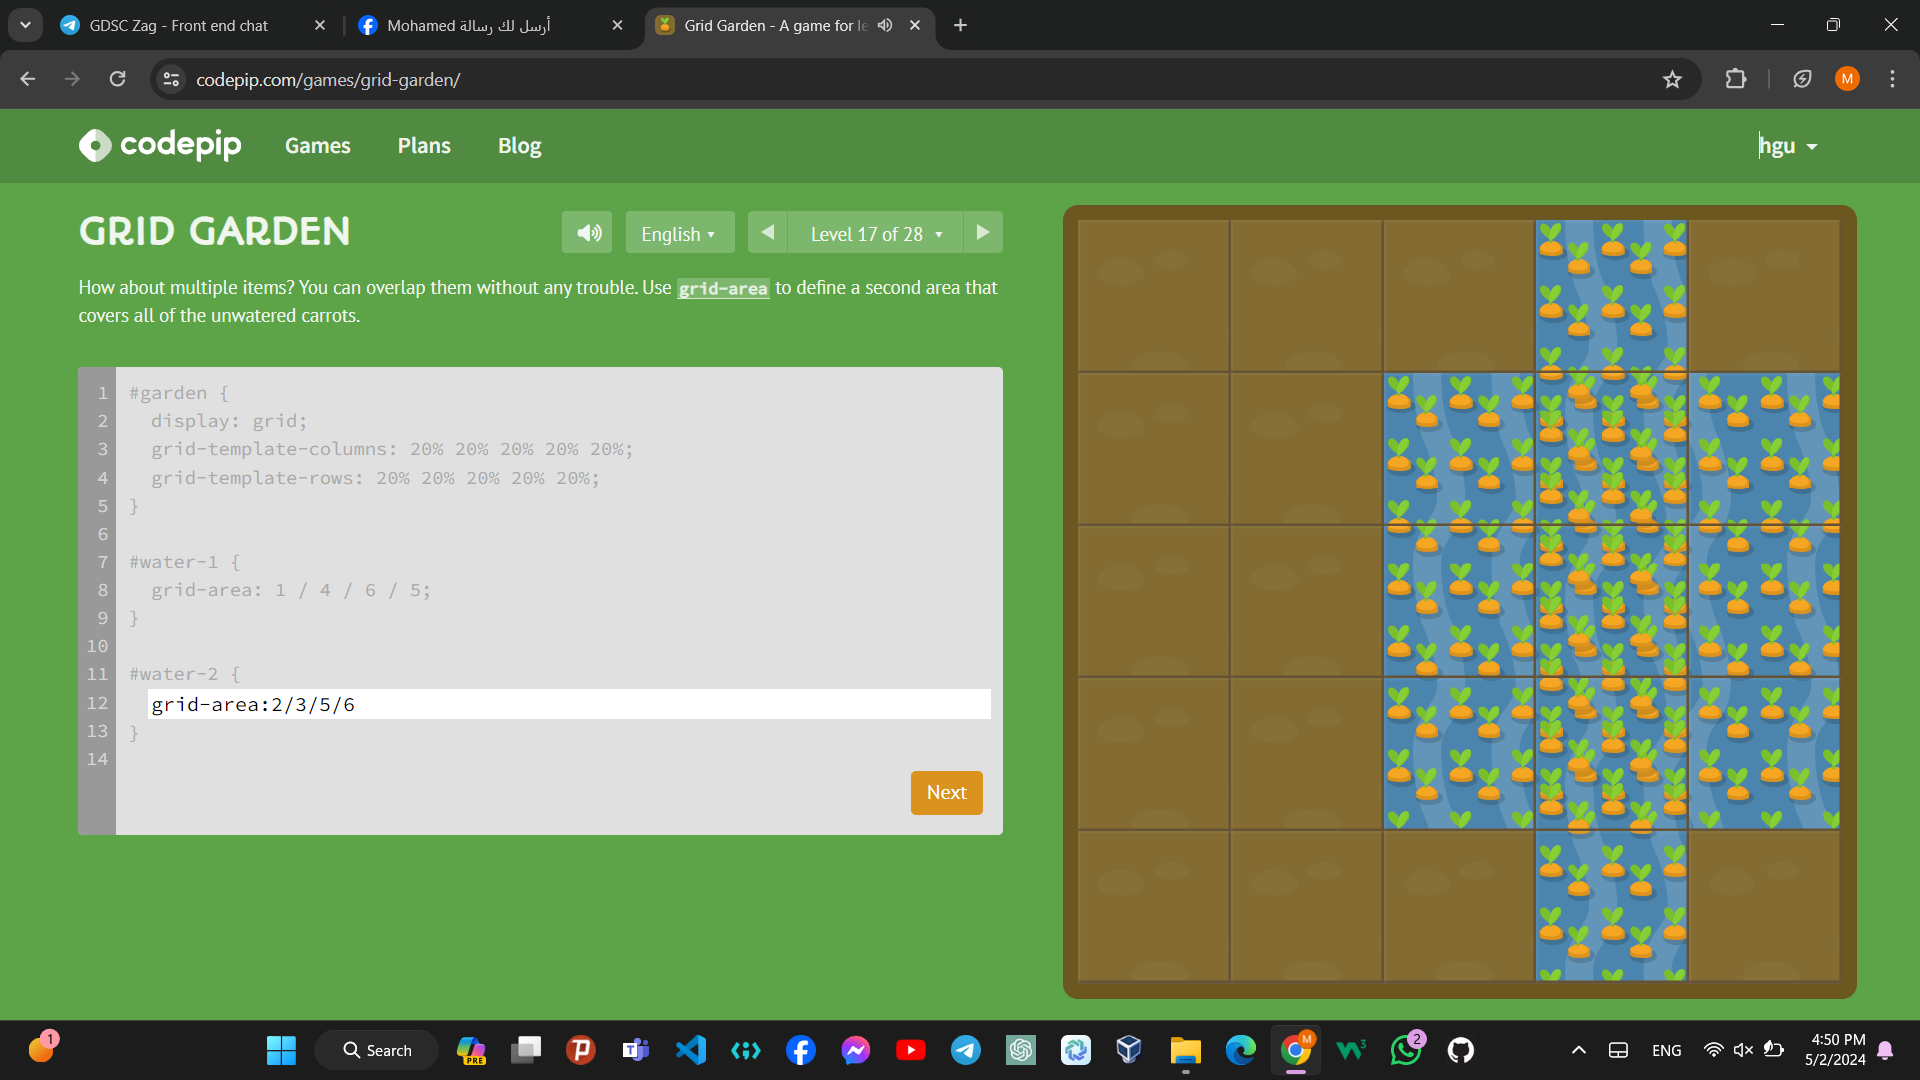 GDSC Zag - Front end chat
Mohamed أرسل لك رسالة
Grid Garden - A game for le
codepip.com/games/grid-garden/
M
codepip
Games
Plans
Blog
hgu
GRID GARDEN
English
Level 17 of 28
How about multiple items? You can overlap them without any trouble. Use grid-area to define a second area that
covers all of the unwatered carrots.
1 #garden {
2 display: grid;
3 grid-template-columns: 20% 20% 20% 20% 20%;
4 grid-template-rows: 20% 20% 20% 20% 20%;
5 }
6
7 #water-1 {
8 grid-area: 1 / 4 / 6 / 5;
9 }
10
11 #water-2 {
12 grid-area:2/3/5/6
13 }
14
Next
1
Search
PRE
M
2
ENG
4:50 PM
5/2/2024